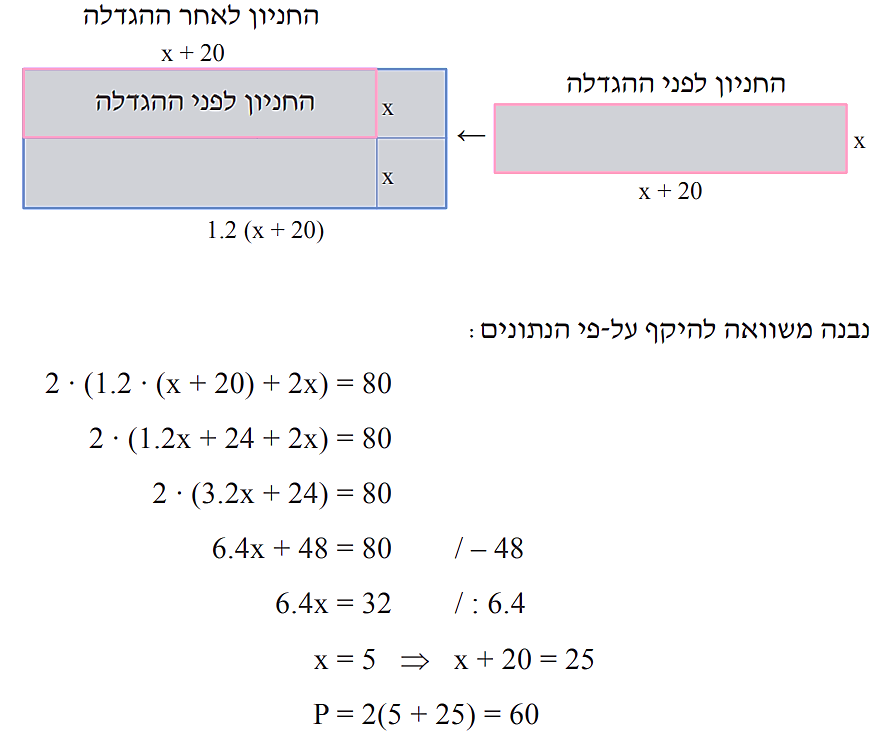 החניון לאחר ההגדלה
x + 20
החניון לפני ההגדלה
x
x
1.2 (x + 20)
←
החניון לפני ההגדלה
x
x + 20
נבנה משוואה להיקף על-פי הנתונים:
2 · (1.2 · (x + 20) + 2x) = 80
2 · (1.2x + 24 + 2x) = 80
2 · (3.2x + 24) = 80
6.4x + 48 = 80 / – 48
6.4x = 32 / : 6.4
x = 5 ⇒ x + 20 = 25
P = 2(5 + 25) = 60